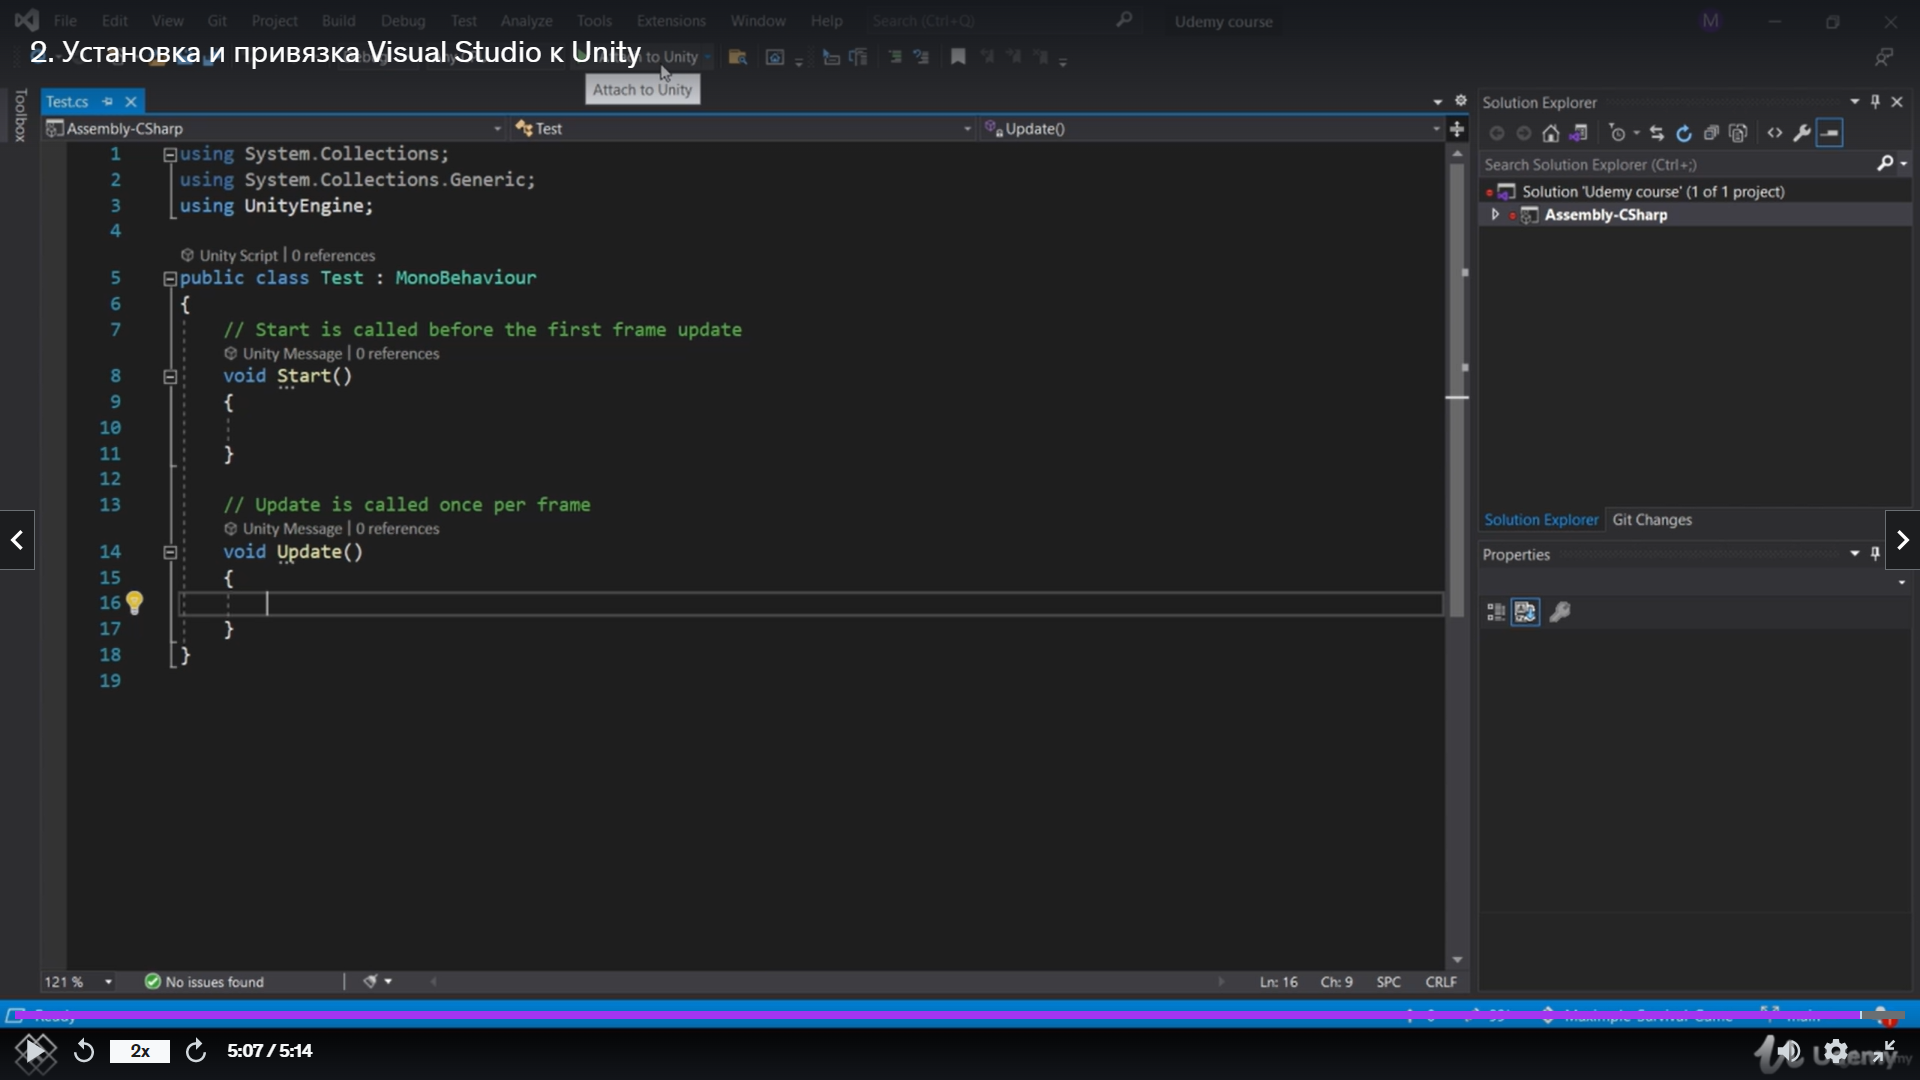 File Edit View Git Project Build Debug Test Analyze Tools Extensions Window Help Search (Ctrl+Q) Udemy course M
2. Установка и привязка Visual Studio к Unity
to Unity
Attach to Unity
Toolbox
Test.cs
Assembly-CSharp Test Update()
1 using System.Collections;
2 using System.Collections.Generic;
3 using UnityEngine;
4
Unity Script | 0 references
5 public class Test : MonoBehaviour
6 {
7 // Start is called before the first frame update
Unity Message | 0 references
8 void Start()
9 {
10
11 }
12
13 // Update is called once per frame
Unity Message | 0 references
14 void Update()
15 {
16
17 }
18 }
19
121 % No issues found Ln: 16 Ch: 9 SPC CRLF
Solution Explorer
Search Solution Explorer (Ctrl+;)
Solution 'Udemy course' (1 of 1 project)
Assembly-CSharp
Solution Explorer Git Changes
Properties
Ready
2x 5:07 / 5:14
Udemy